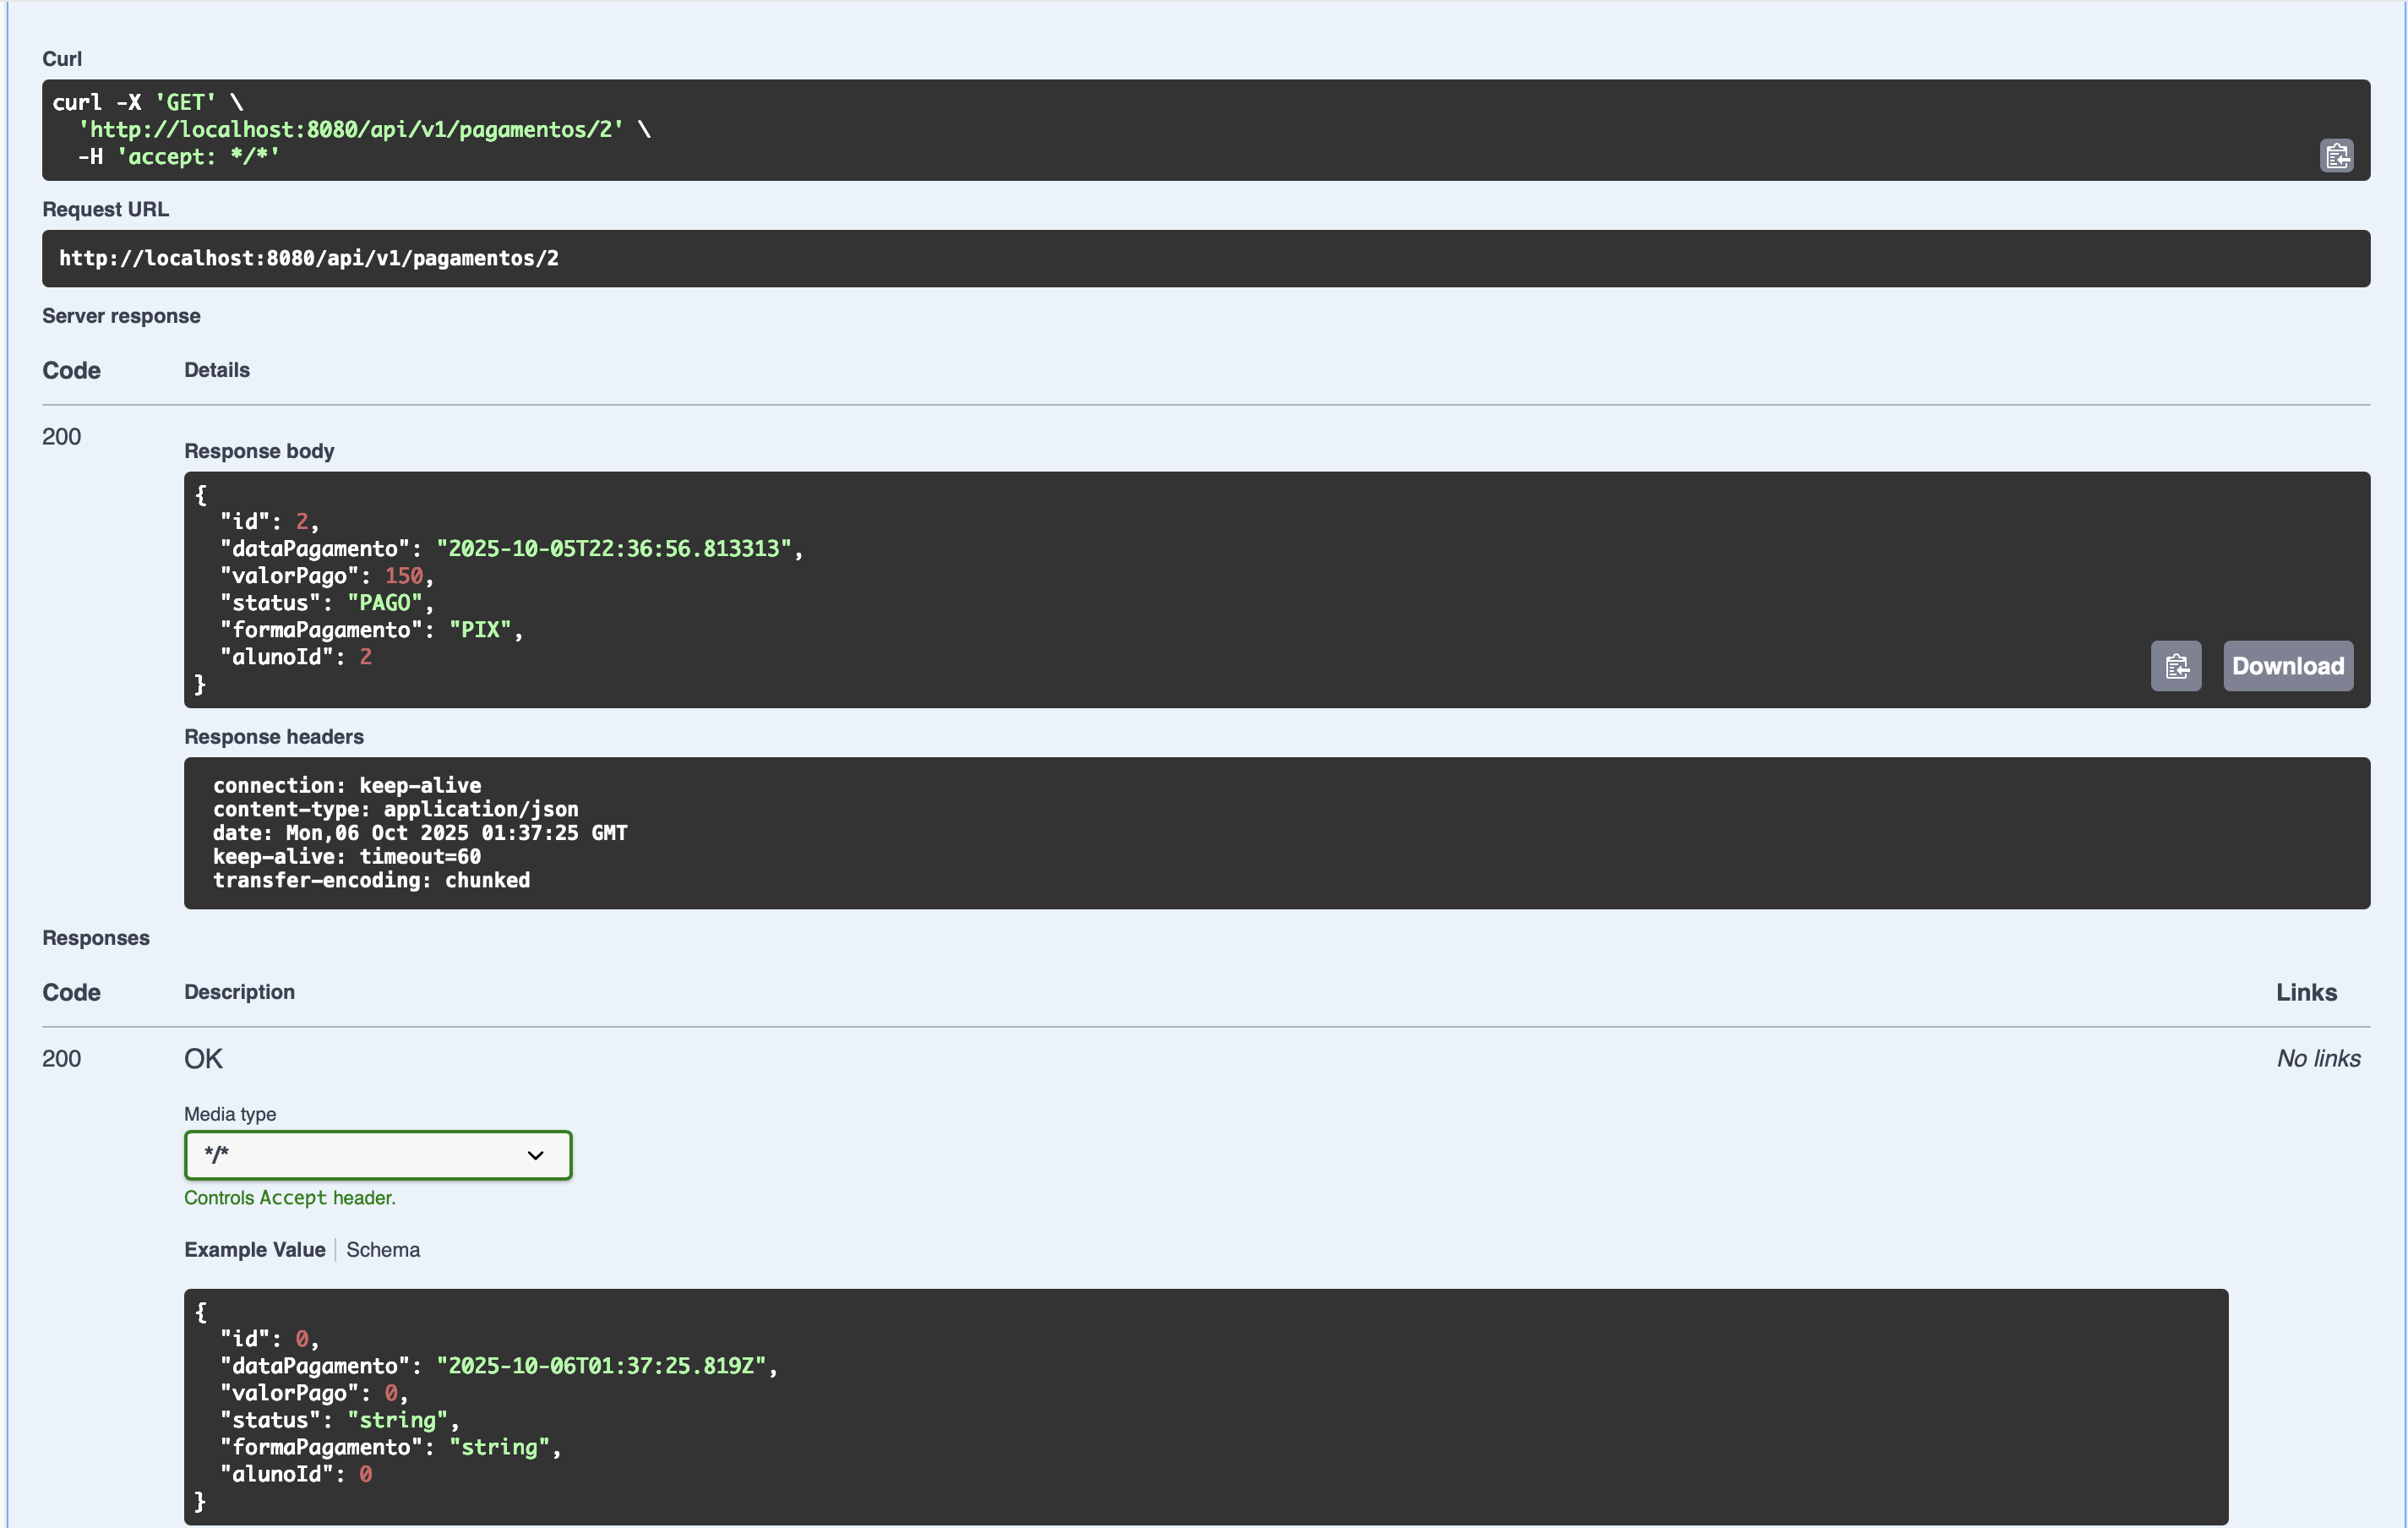 Curl
curl -X 'GET' \
  'http://localhost:8080/api/v1/pagamentos/2' \
  -H 'accept: */*'
Request URL
http://localhost:8080/api/v1/pagamentos/2
Server response
Code Details
200
Response body
{
  "id": 2,
  "dataPagamento": "2025-10-05T22:36:56.813313",
  "valorPago": 150,
  "status": "PAGO",
  "formaPagamento": "PIX",
  "alunoId": 2
}
Download
Response headers
connection: keep-alive
content-type: application/json
date: Mon,06 Oct 2025 01:37:25 GMT
keep-alive: timeout=60
transfer-encoding: chunked
Responses
Code Description Links
200 OK No links
Media type
*/*
Controls Accept header.
Example Value Schema
{
  "id": 0,
  "dataPagamento": "2025-10-06T01:37:25.819Z",
  "valorPago": 0,
  "status": "string",
  "formaPagamento": "string",
  "alunoId": 0
}